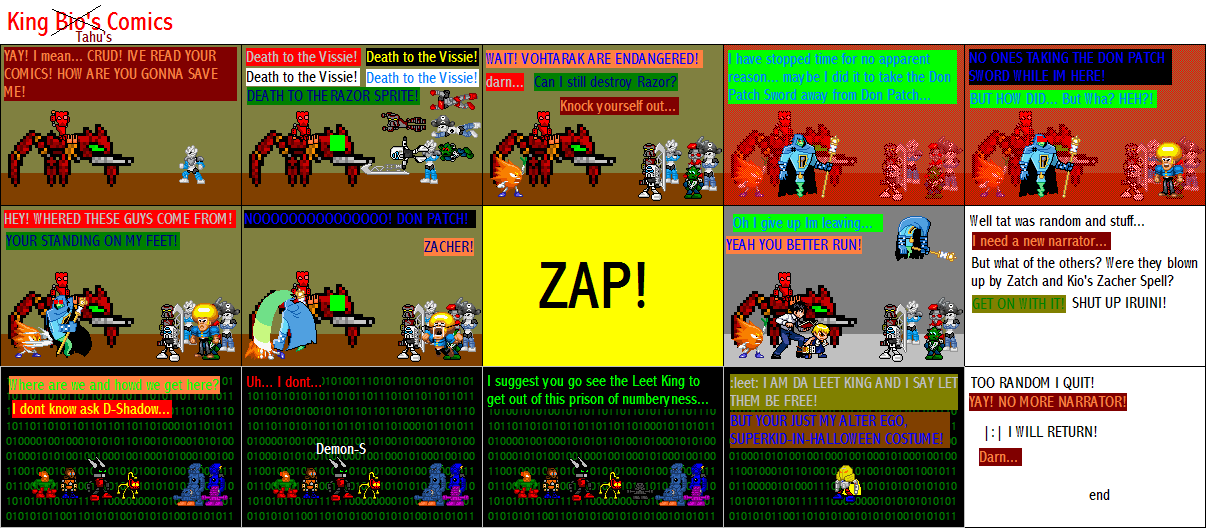 King Bio's Comics
Tahu's
YAY! I mean... CRUD! IVE READ YOUR
COMICS! HOW ARE YOU GONNA SAVE
ME!
Death to the Vissie!
Death to the Vissie!
Death to the Vissie!
Death to the Vissie!
DEATH TO THE RAZOR SPRITE!
WAIT! VOHTARAK ARE ENDANGERED!
darn...
Can I still destroy Razor?
Knock yourself out...
I have stopped time for no apparent
reason... maybe I did it to take the Don
Patch Sword away from Don Patch...
NO ONES TAKING THE DON PATCH
SWORD WHILE IM HERE!
BUT HOW DID... But Wha? HEH?!
HEY! WHERED THESE GUYS COME FROM!
YOUR STANDING ON MY FEET!
NOOOOOOOOOOOOOOO! DON PATCH!
ZACHER!
ZAP!
Oh I give up Im leaving...
YEAH YOU BETTER RUN!
Well tat was random and stuff...
I need a new narrator...
But what of the others? Were they blown
up by Zatch and Kio's Zacher Spell?
GET ON WITH IT!
SHUT UP IRUINI!
Where are we and howd we get here?
I dont know ask D-Shadow...
Uh... I dont...
Demon-S
I suggest you go see the Leet King to
get out of this prison of numberyness...
:leet: I AM DA LEET KING AND I SAY LET
THEM BE FREE!
BUT YOUR JUST MY ALTER EGO,
SUPERKID-IN-HALLOWEEN COSTUME!
TOO RANDOM I QUIT!
YAY! NO MORE NARRATOR!
|:| I WILL RETURN!
Darn...
end